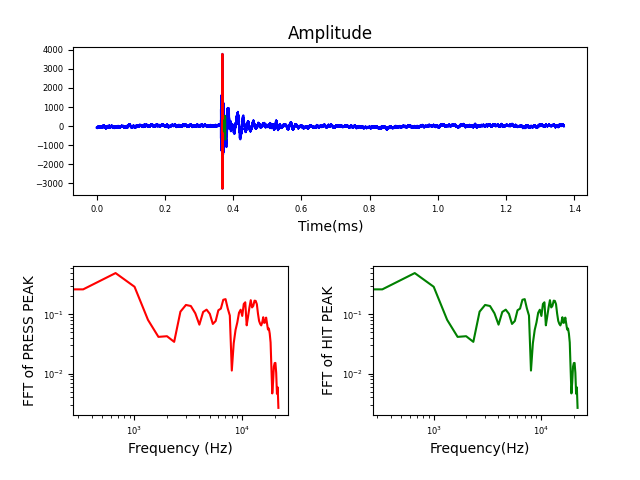 Amplitude
4000
3000
2000
1000
0
−1000
−2000
−3000
0.0 0.2 0.4 0.6 0.8 1.0 1.2 1.4
Time(ms)
FFT of PRESS PEAK
10⁻¹
10⁻²
10³ 10⁴
Frequency (Hz)
FFT of HIT PEAK
10⁻¹
10⁻²
10³ 10⁴
Frequency(Hz)